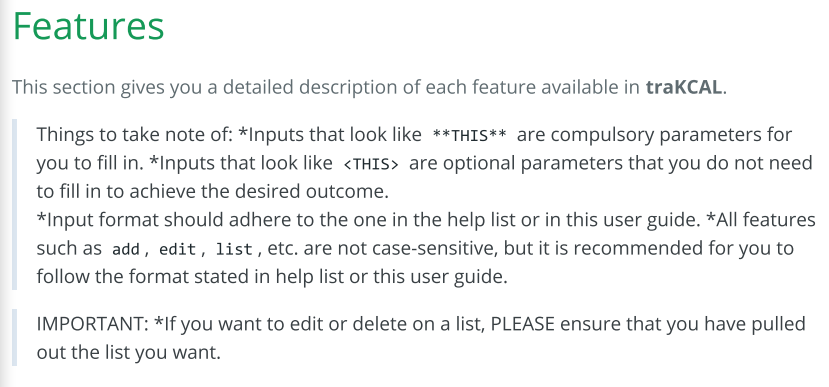 Features
This section gives you a detailed description of each feature available in traKCAL.
Things to take note of: *Inputs that look like **THIS** are compulsory parameters for
you to fill in. *Inputs that look like <THIS> are optional parameters that you do not need
to fill in to achieve the desired outcome.
*Input format should adhere to the one in the help list or in this user guide. *All features
such as add, edit, list, etc. are not case-sensitive, but it is recommended for you to
follow the format stated in help list or this user guide.
IMPORTANT: *If you want to edit or delete on a list, PLEASE ensure that you have pulled
out the list you want.